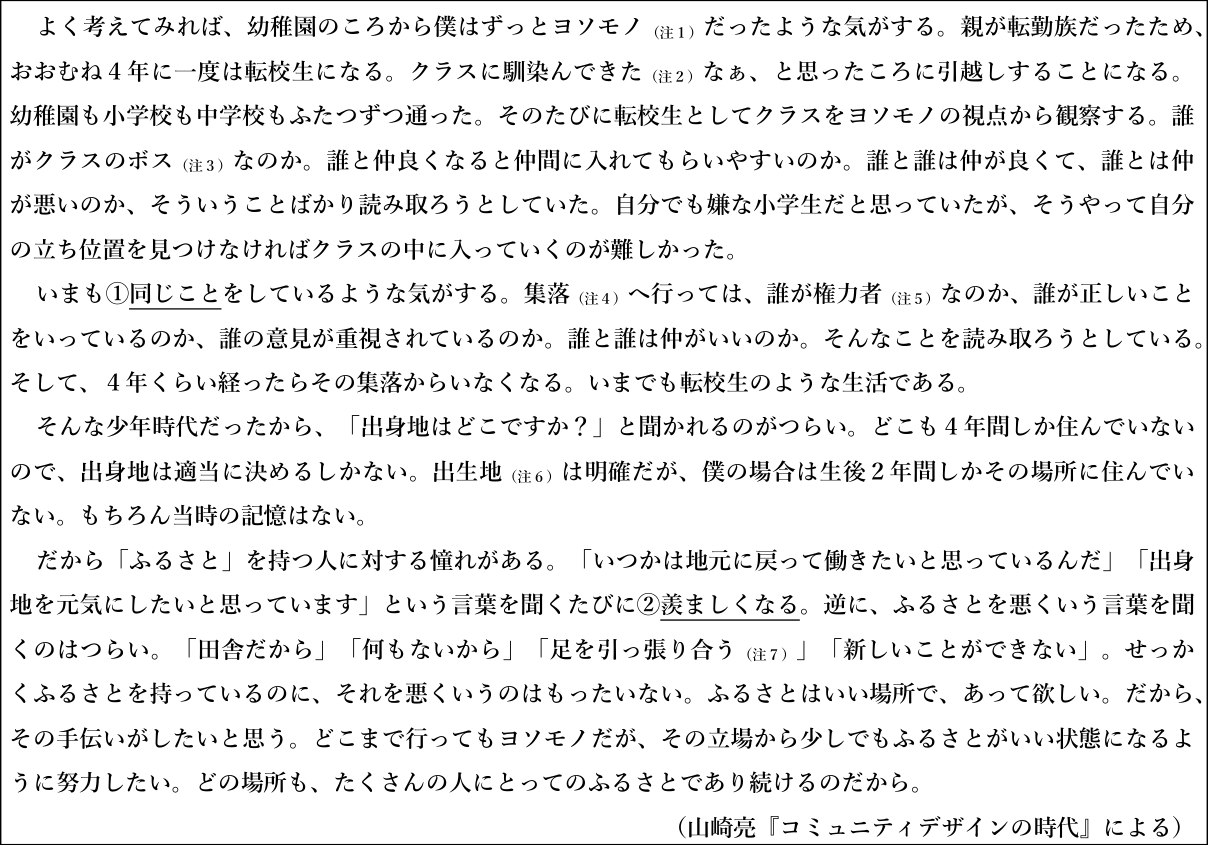 よく考えてみれば、幼稚園のころから僕はずっとヨソモノ（注1）だったような気がする。親が転勤族だったため、
おおむね４年に一度は転校生になる。クラスに馴染んできた（注2）なぁ、と思ったころに引越しすることになる。
幼稚園も小学校も中学校もふたつずつ通った。そのたびに転校生としてクラスをヨソモノの視点から観察する。誰
がクラスのボス（注3）なのか。誰と仲良くなると仲間に入れてもらいやすいのか。誰と誰は仲が良くて、誰とは仲
が悪いのか、そういうことばかり読み取ろうとしていた。自分でも嫌な小学生だと思っていたが、そうやって自分
の立ち位置を見つけなければクラスの中に入っていくのが難しかった。
いまも①同じことをしているような気がする。集落（注4）へ行っては、誰が権力者（注5）なのか、誰が正しいこと
をいっているのか、誰の意見が重視されているのか。誰と誰は仲がいいのか。そんなことを読み取ろうとしている。
そして、４年くらい経ったらその集落からいなくなる。いまでも転校生のような生活である。
そんな少年時代だったから、「出身地はどこですか？」と聞かれるのがつらい。どこも４年間しか住んでいない
ので、出身地は適当に決めるしかない。出生地（注6）は明確だが、僕の場合は生後２年間しかその場所に住んでい
ない。もちろん当時の記憶はない。
だから「ふるさと」を持つ人に対する憧れがある。「いつかは地元に戻って働きたいと思っているんだ」「出身
地を元気にしたいと思っています」という言葉を聞くたびに②羨ましくなる。逆に、ふるさとを悪くいう言葉を聞
くのはつらい。「田舎だから」「何もないから」「足を引っ張り合う（注7）」「新しいことができない」。せっか
くふるさとを持っているのに、それを悪くいうのはもったいない。ふるさとはいい場所で、あって欲しい。だから、
その手伝いがしたいと思う。どこまで行ってもヨソモノだが、その立場から少しでもふるさとがいい状態になるよ
うに努力したい。どの場所も、たくさんの人にとってのふるさとであり続けるのだから。
（山崎亮『コミュニティデザインの時代』による）